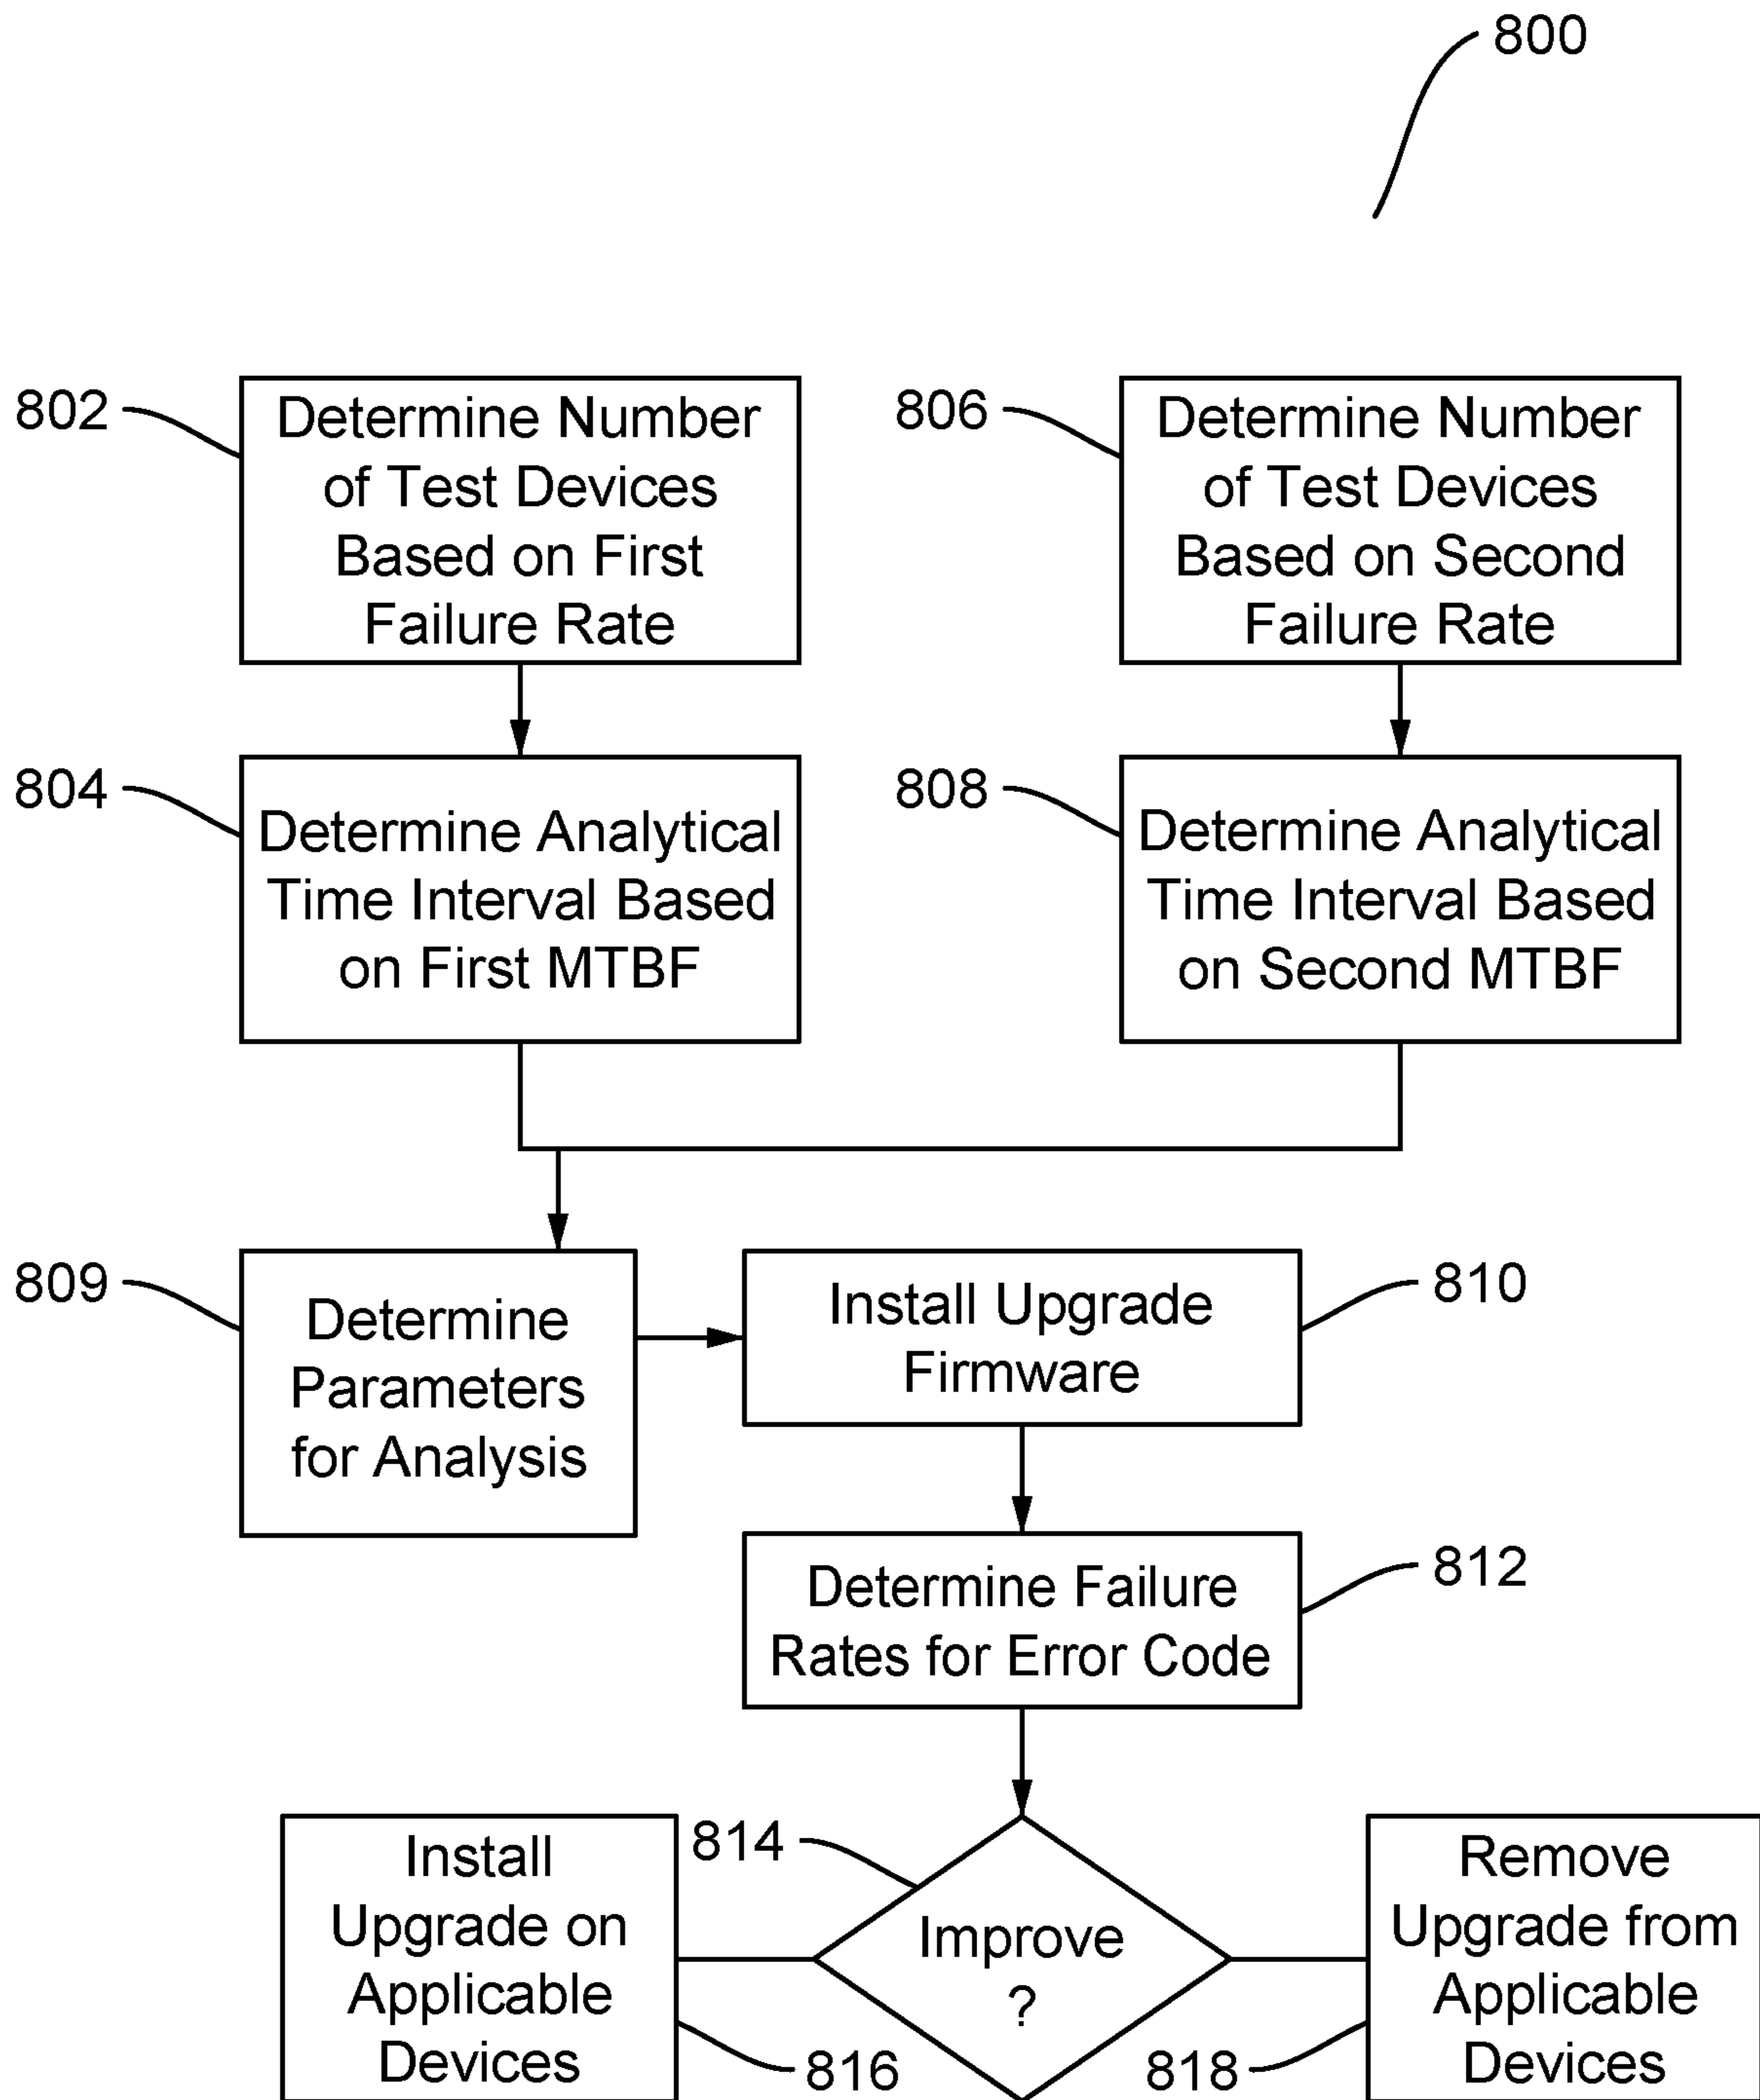 800
802
Determine Number
of Test Devices
Based on First
Failure Rate
806
Determine Number
of Test Devices
Based on Second
Failure Rate
804
Determine Analytical
Time Interval Based
on First MTBF
808
Determine Analytical
Time Interval Based
on Second MTBF
809
Determine
Parameters
for Analysis
Install Upgrade
Firmware
810
Determine Failure
Rates for Error Code
812
Install
Upgrade on
Applicable
Devices
816
814
Improve
?
Remove
Upgrade from
Applicable
Devices
818